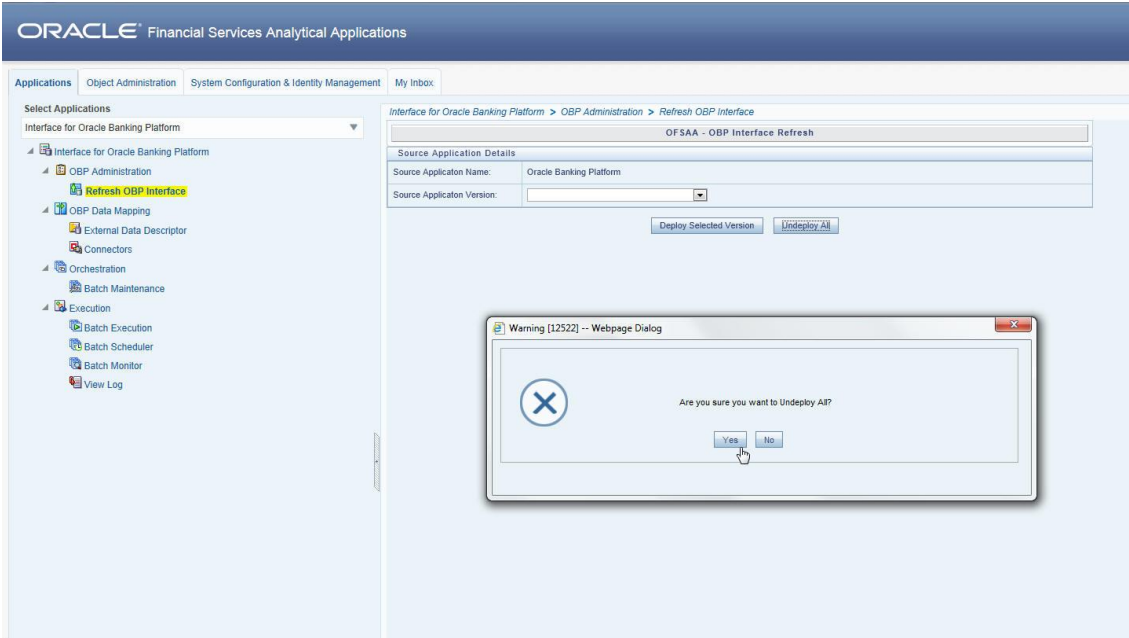 ORACLE® Financial Services Analytical Applications
Applications Object Administration System Configuration & Identity Management My Inbox
Select Applications
Interface for Oracle Banking Platform
Interface for Oracle Banking Platform
OBP Administration
Refresh OBP Interface
OBP Data Mapping
External Data Descriptor
Connectors
Orchestration
Batch Maintenance
Execution
Batch Execution
Batch Scheduler
Batch Monitor
View Log
Interface for Oracle Banking Platform > OBP Administration > Refresh OBP Interface
OFSAA - OBP Interface Refresh
Source Application Details
Source Applicaton Name: Oracle Banking Platform
Source Applicaton Version:
Deploy Selected Version Undeploy All
Warning [12522] -- Webpage Dialog
Are you sure you want to Undeploy All?
Yes No